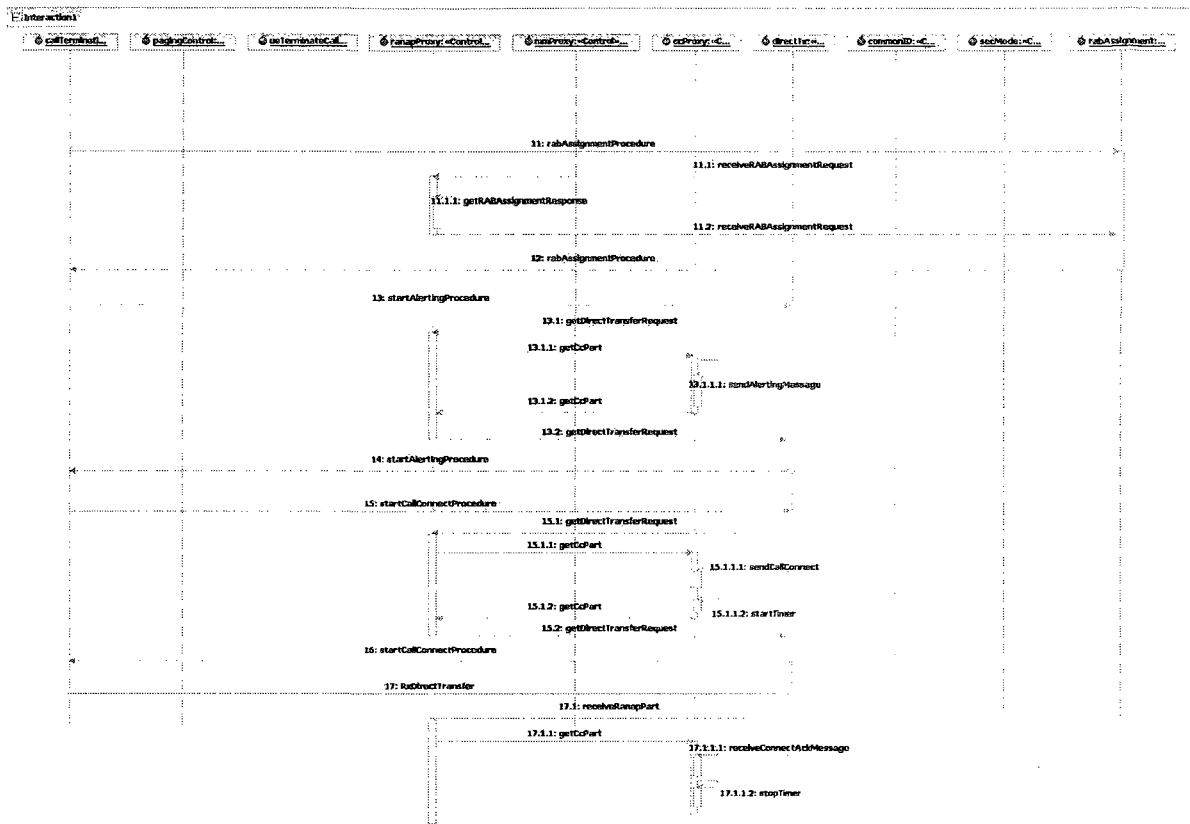 Interaction1
callTerminati...
pagingControl:...
ueTerminateCall...
ranapProxy: «Control...
«Control»...
ccProxy: «C...
directTr: «...
commonID: «C...
secMode: «C...
rabAssignment:...
11: rabAssignmentProcedure
11.1: receiveRABAssignmentRequest
11.1.1: getRABAssignmentResponse
11.2: receiveRABAssignmentRequest
12: rabAssignmentProcedure
13: startAlertingProcedure
13.1: getDirectTransferRequest
13.1.1: getCcPart
13.1.1.1: sendAlertingMessage
13.1.2: getCcPart
13.2: getDirectTransferRequest
14: startAlertingProcedure
15: startCallConnectProcedure
15.1: getDirectTransferRequest
15.1.1: getCcPart
15.1.1.1: sendCallConnect
15.1.2: getCcPart
15.1.1.2: startTimer
15.2: getDirectTransferRequest
16: startCallConnectProcedure
17: RxDirectTransfer
17.1: receiveRanapPart
17.1.1: getCcPart
17.1.1.1: receiveConnectAckMessage
17.1.1.2: stopTimer